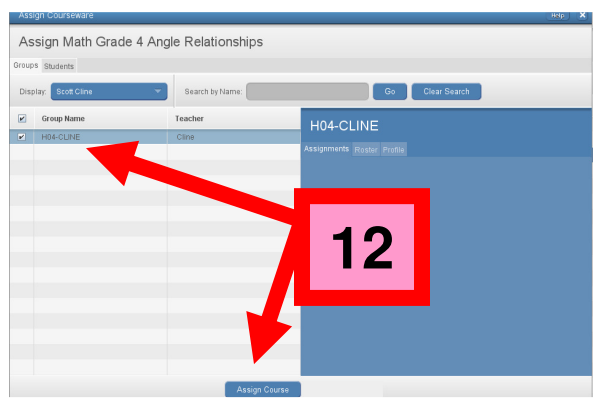 Assign Courseware Help X
Assign Math Grade 4 Angle Relationships
Groups Students
Display: Scott Cline Search by Name: Go Clear Search
Group Name Teacher
H04-CLINE Cline
H04-CLINE
Assignments Roster Profile
12
Assign Course